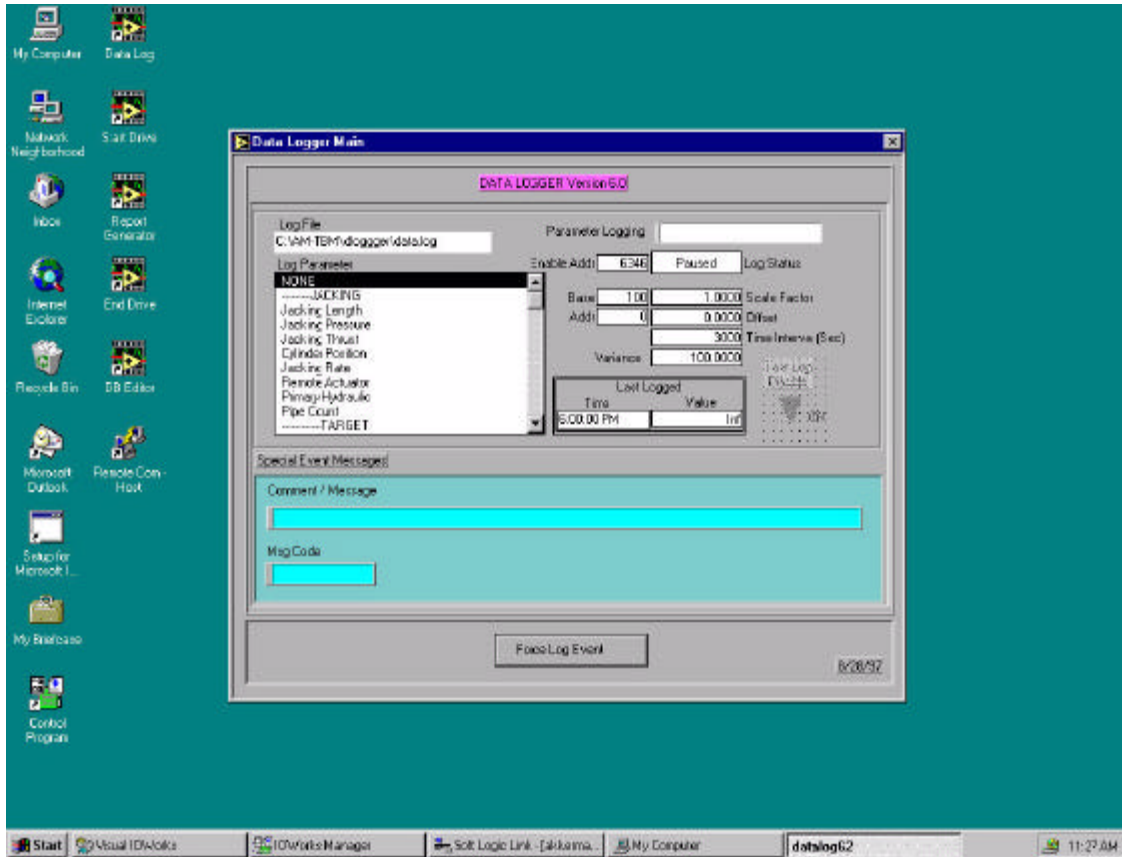 My Computer
Data Log
Network
Neighborhood
Start Drive
Inbox
Report
Generator
Internet
Explorer
End Drive
Recycle Bin
DB Editor
Microsoft
Outlook
Remote Com -
Host
Setup for
Microsoft I...
My Briefcase
Control
Program
Data Logger Main
DATA LOGGER Version 6.0
Log File
C:\AM-TBM\dloggger\data.log
Log Parameter
NONE
--------JACKING
Jacking Length
Jacking Pressure
Jacking Thrust
Cylinder Position
Jacking Rate
Remote Actuator
Primary Hydraulic
Pipe Count
----------TARGET
Parameter Logging
Enable Addr 6346 Paused Log Status
Base 100 1.0000 Scale Factor
Addr 0 0.0000 Offset
3000 Time Interval (Sec)
Variance 100.0000
Last Logged
Time Value
6:00:00 PM Inf
Special Event Messages
Comment / Message
Msg Code
Force Log Event
8/28/97
Start
Visual IOWorks
IOWorks Manager
Soft Logic Link - [akkerma...
My Computer
datalog62
11:27 AM